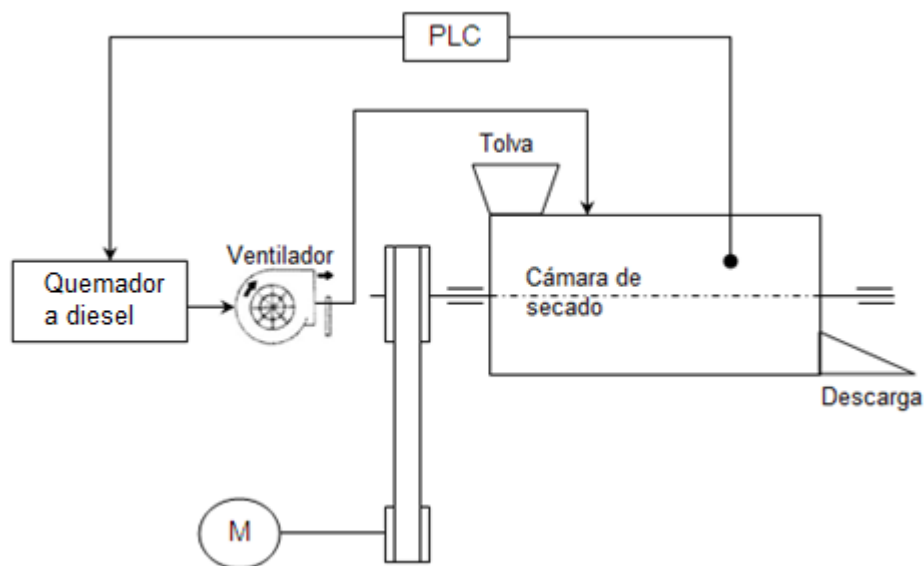 PLC
Tolva
Ventilador
Quemador
a diesel
Cámara de
secado
Descarga
M